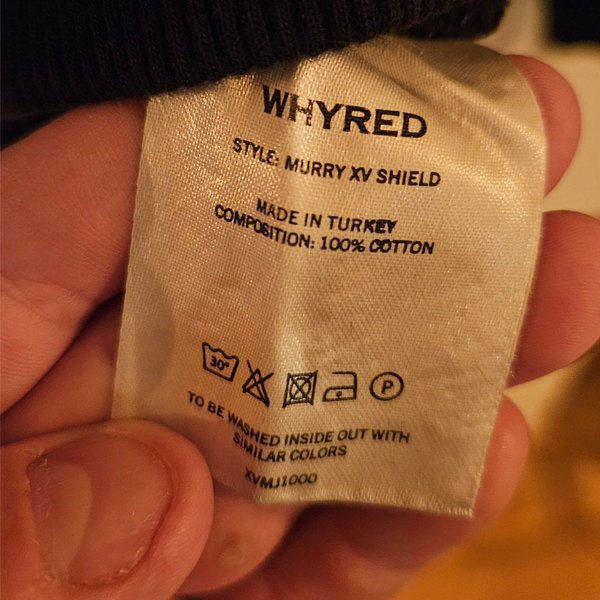 WHYRED
STYLE: MURRY XV SHIELD
MADE IN TURKEY
COMPOSITION: 100% COTTON
30° P
TO BE WASHED INSIDE OUT WITH
SIMILAR COLORS
XVMJ1000